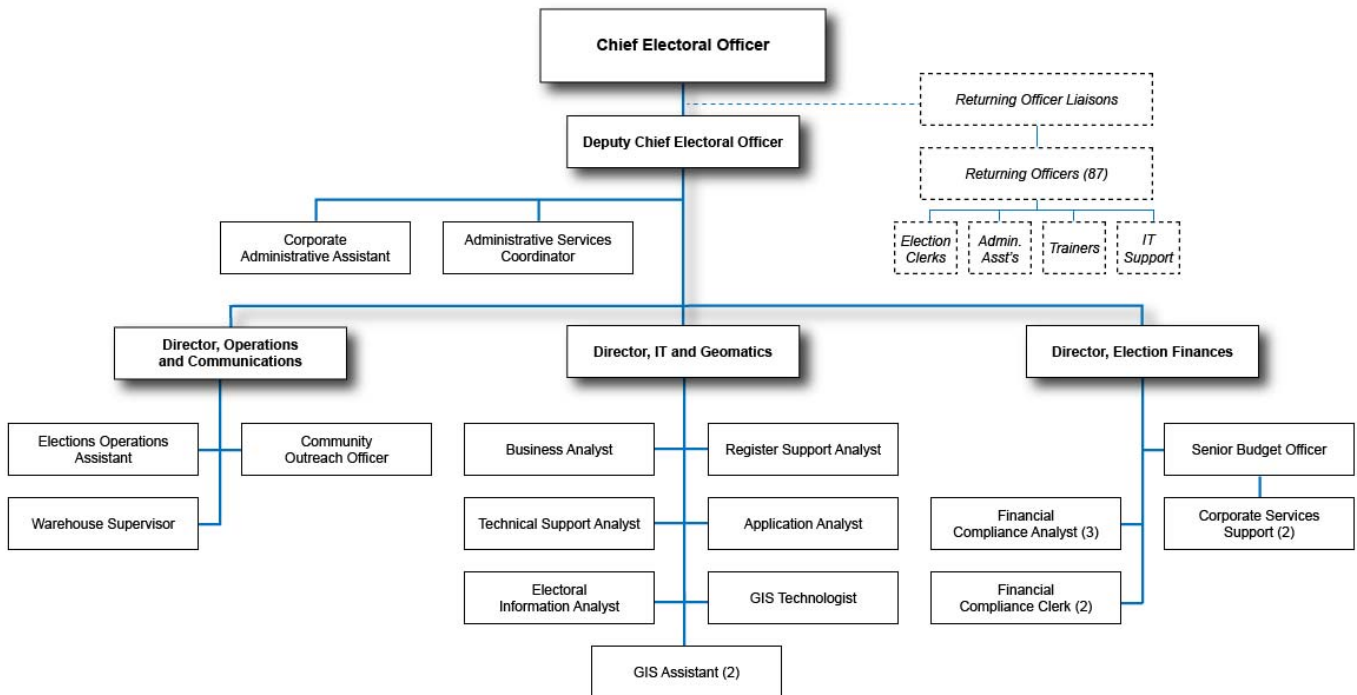 Chief Electoral Officer
Returning Officer Liaisons
Deputy Chief Electoral Officer
Returning Officers (87)
Corporate
Administrative Assistant
Administrative Services
Coordinator
Election
Clerks
Admin.
Asst's
Trainers
IT
Support
Director, Operations
and Communications
Director, IT and Geomatics
Director, Election Finances
Elections Operations
Assistant
Community
Outreach Officer
Business Analyst
Register Support Analyst
Senior Budget Officer
Warehouse Supervisor
Technical Support Analyst
Application Analyst
Financial
Compliance Analyst (3)
Corporate Services
Support (2)
Electoral
Information Analyst
GIS Technologist
Financial
Compliance Clerk (2)
GIS Assistant (2)